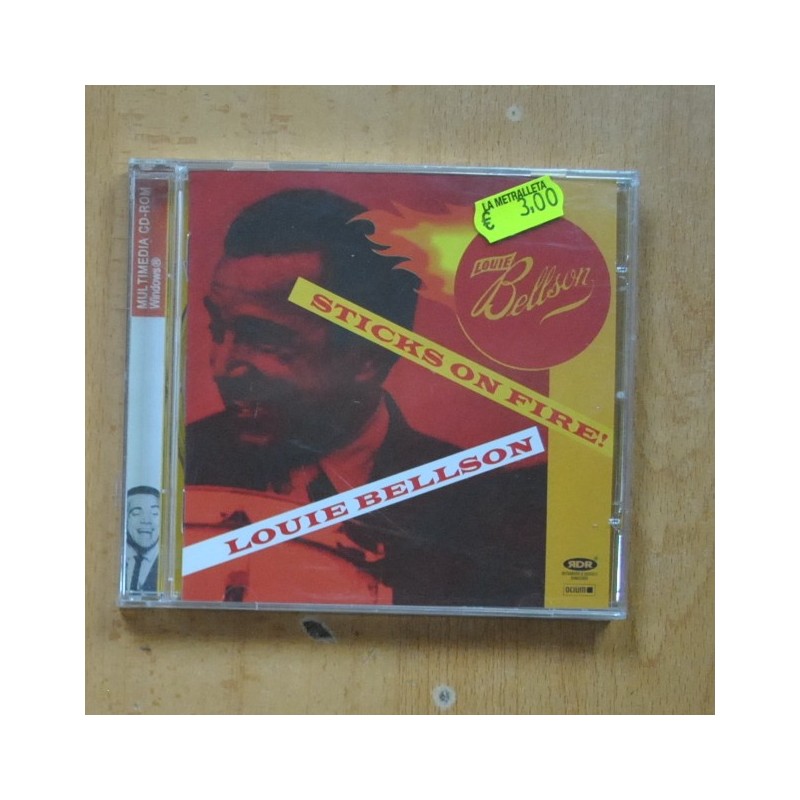 MULTIMEDIA CD-ROM
Windows®
LA METRALLETA
€ 3,00
LOUIE
Bellson
STICKS ON FIRE!
LOUIE BELLSON
RDR
OCIUM